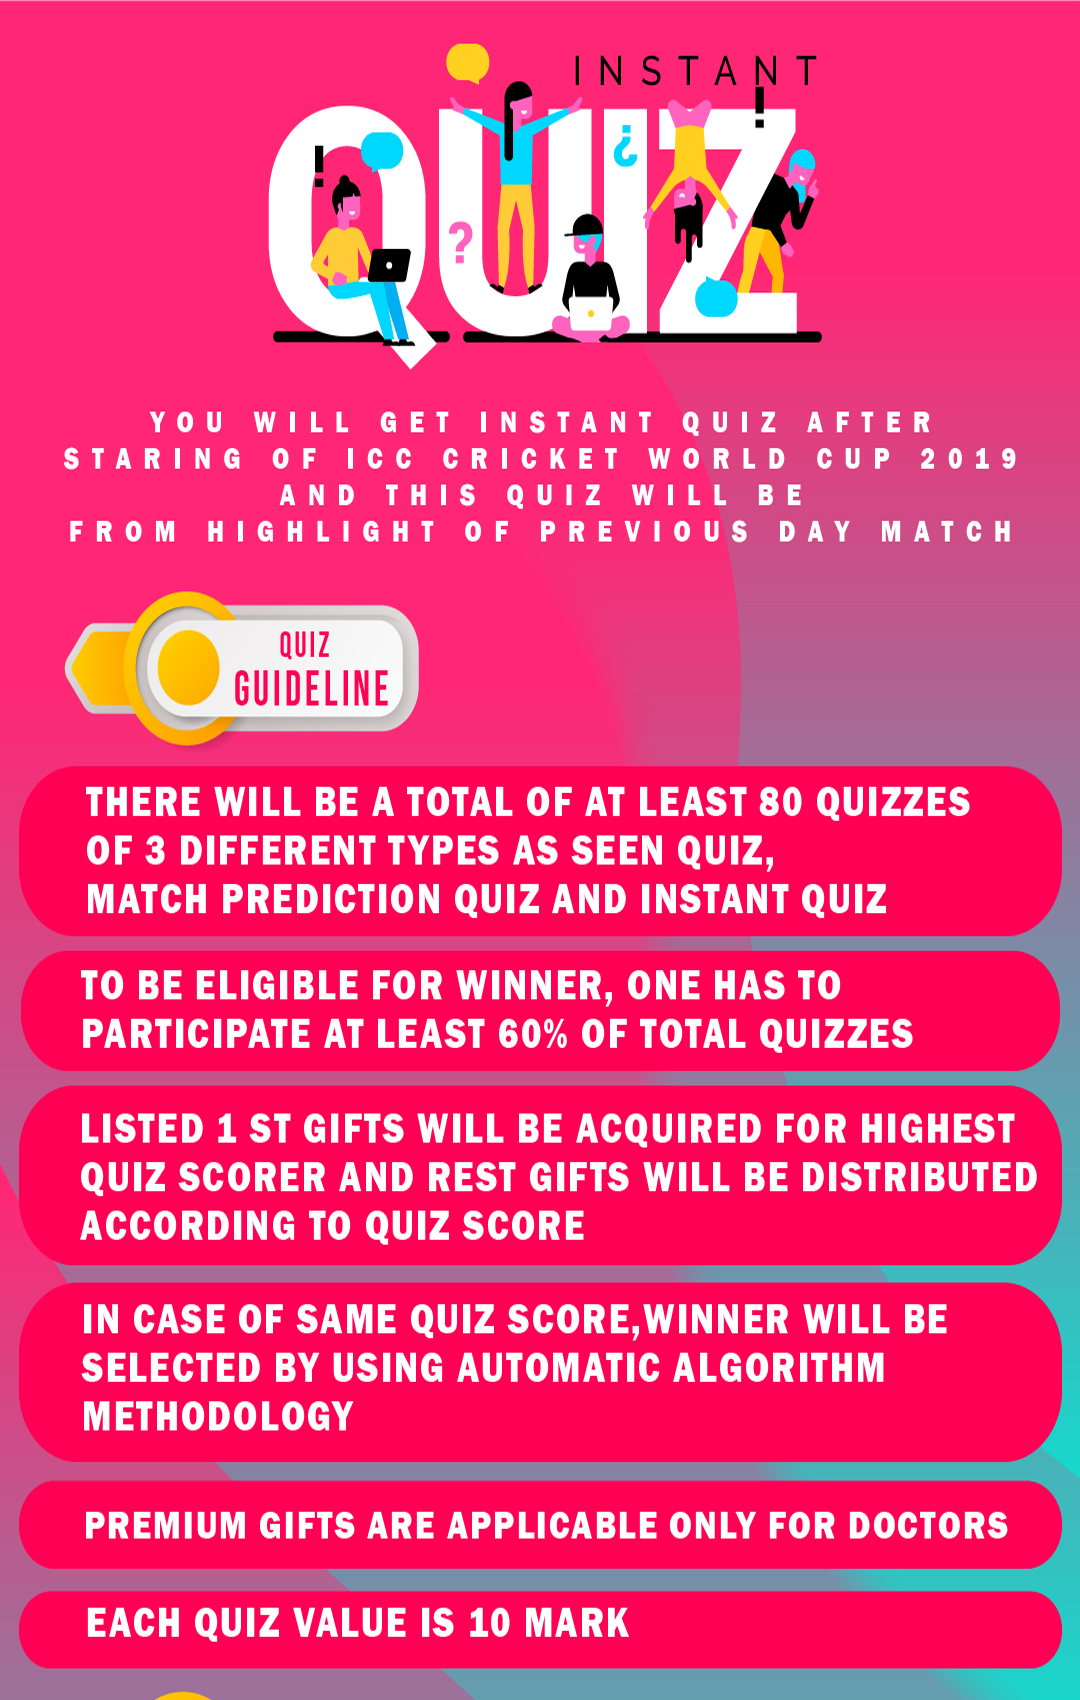 INSTANT
QUIZ
YOU WILL GET INSTANT QUIZ AFTER
STARING OF ICC CRICKET WORLD CUP 2019
AND THIS QUIZ WILL BE
FROM HIGHLIGHT OF PREVIOUS DAY MATCH
QUIZ
GUIDELINE
THERE WILL BE A TOTAL OF AT LEAST 80 QUIZZES
OF 3 DIFFERENT TYPES AS SEEN QUIZ,
MATCH PREDICTION QUIZ AND INSTANT QUIZ
TO BE ELIGIBLE FOR WINNER, ONE HAS TO
PARTICIPATE AT LEAST 60% OF TOTAL QUIZZES
LISTED 1 ST GIFTS WILL BE ACQUIRED FOR HIGHEST
QUIZ SCORER AND REST GIFTS WILL BE DISTRIBUTED
ACCORDING TO QUIZ SCORE
IN CASE OF SAME QUIZ SCORE,WINNER WILL BE
SELECTED BY USING AUTOMATIC ALGORITHM
METHODOLOGY
PREMIUM GIFTS ARE APPLICABLE ONLY FOR DOCTORS
EACH QUIZ VALUE IS 10 MARK